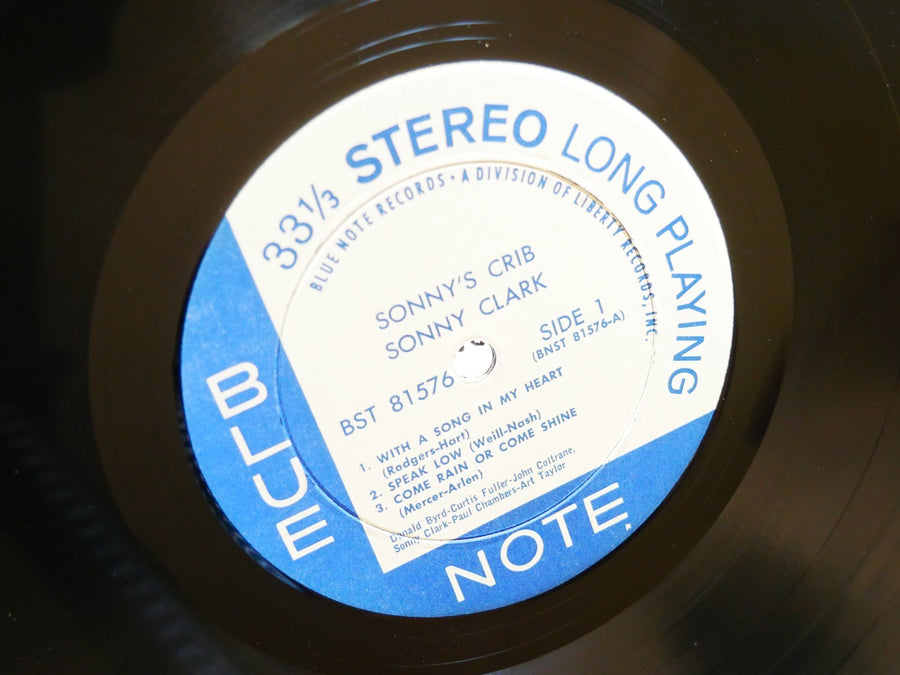 33⅓ STEREO LONG PLAYING
BLUE NOTE RECORDS • A DIVISION OF LIBERTY RECORDS, INC.
SONNY'S CRIB
SONNY CLARK
BST 81576
SIDE 1
(BNST 81576-A)
1. WITH A SONG IN MY HEART
(Rodgers-Hart)
2. SPEAK LOW (Weill-Nash)
3. COME RAIN OR COME SHINE
(Mercer-Arlen)
Donald Byrd-Curtis Fuller-John Coltrane,
Sonny Clark-Paul Chambers-Art Taylor
BLUE NOTE